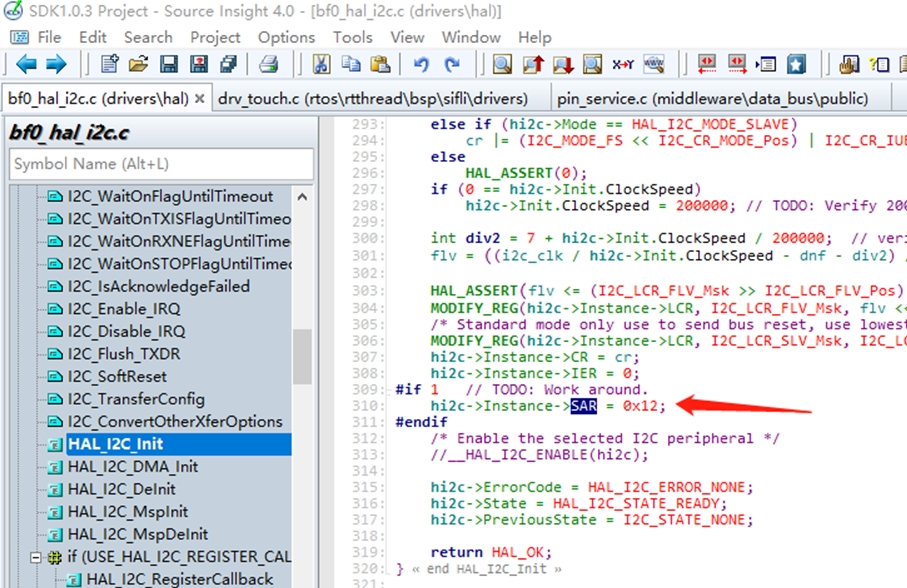 SDK1.0.3 Project - Source Insight 4.0 - [bf0_hal_i2c.c (drivers\hal)]
File Edit Search Project Options Tools View Window Help
bf0_hal_i2c.c (drivers\hal) × drv_touch.c (rtos\rtthread\bsp\sifli\drivers) pin_service.c (middleware\data_bus\public)
bf0_hal_i2c.c
Symbol Name (Alt+L)
I2C_WaitOnFlagUntilTimeout
I2C_WaitOnTXISFlagUntilTimeo
I2C_WaitOnRXNEFlagUntilTime
I2C_WaitOnSTOPFlagUntilTimeo
I2C_IsAcknowledgeFailed
I2C_Enable_IRQ
I2C_Disable_IRQ
I2C_Flush_TXDR
I2C_SoftReset
I2C_TransferConfig
I2C_ConvertOtherXferOptions
HAL_I2C_Init
HAL_I2C_DMA_Init
HAL_I2C_DeInit
HAL_I2C_MspInit
HAL_I2C_MspDeInit
if (USE_HAL_I2C_REGISTER_CAL
HAL_I2C_RegisterCallback
293: else if (hi2c->Mode == HAL_I2C_MODE_SLAVE)
294: cr |= (I2C_MODE_FS << I2C_CR_MODE_Pos) | I2C_CR_IUE
295: else
296: HAL_ASSERT(0);
297: if (0 == hi2c->Init.ClockSpeed)
298: hi2c->Init.ClockSpeed = 200000; // TODO: Verify 200
299:
300: int div2 = 7 + hi2c->Init.ClockSpeed / 200000; // veri
301: flv = ((i2c_clk / hi2c->Init.ClockSpeed - dnf - div2) /
302:
303: HAL_ASSERT(flv <= (I2C_LCR_FLV_Msk >> I2C_LCR_FLV_Pos)
304: MODIFY_REG(hi2c->Instance->LCR, I2C_LCR_FLV_Msk, flv <<
305: /* Standard mode only use to send bus reset, use lowest
306: MODIFY_REG(hi2c->Instance->LCR, I2C_LCR_SLV_Msk, I2C_LC
307: hi2c->Instance->CR = cr;
308: hi2c->Instance->IER = 0;
309: #if 1 // TODO: Work around.
310: hi2c->Instance->SAR = 0x12;
311: #endif
312: /* Enable the selected I2C peripheral */
313: //__HAL_I2C_ENABLE(hi2c);
314:
315: hi2c->ErrorCode = HAL_I2C_ERROR_NONE;
316: hi2c->State = HAL_I2C_STATE_READY;
317: hi2c->PreviousState = I2C_STATE_NONE;
318:
319: return HAL_OK;
320: } « end HAL_I2C_Init »
321: